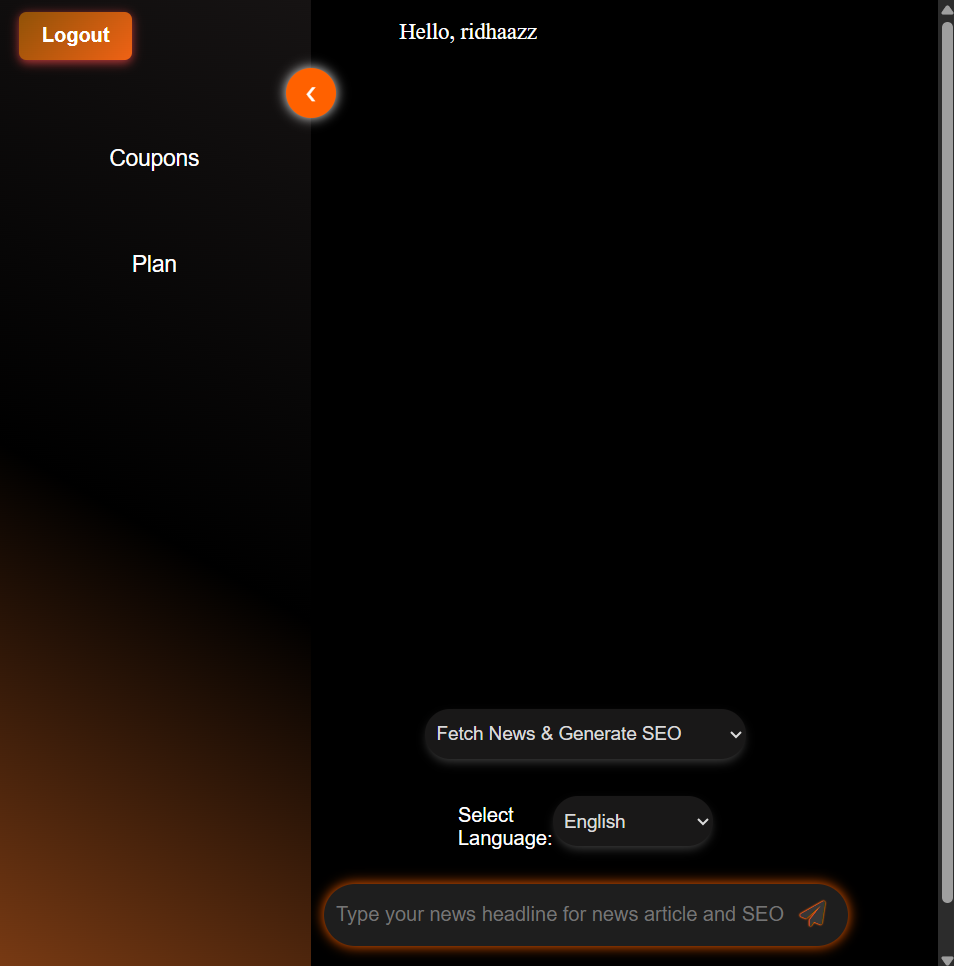 Logout
Hello, ridhaazz
Coupons
Plan
Fetch News & Generate SEO
Select
Language:
English
Type your news headline for news article and SEO